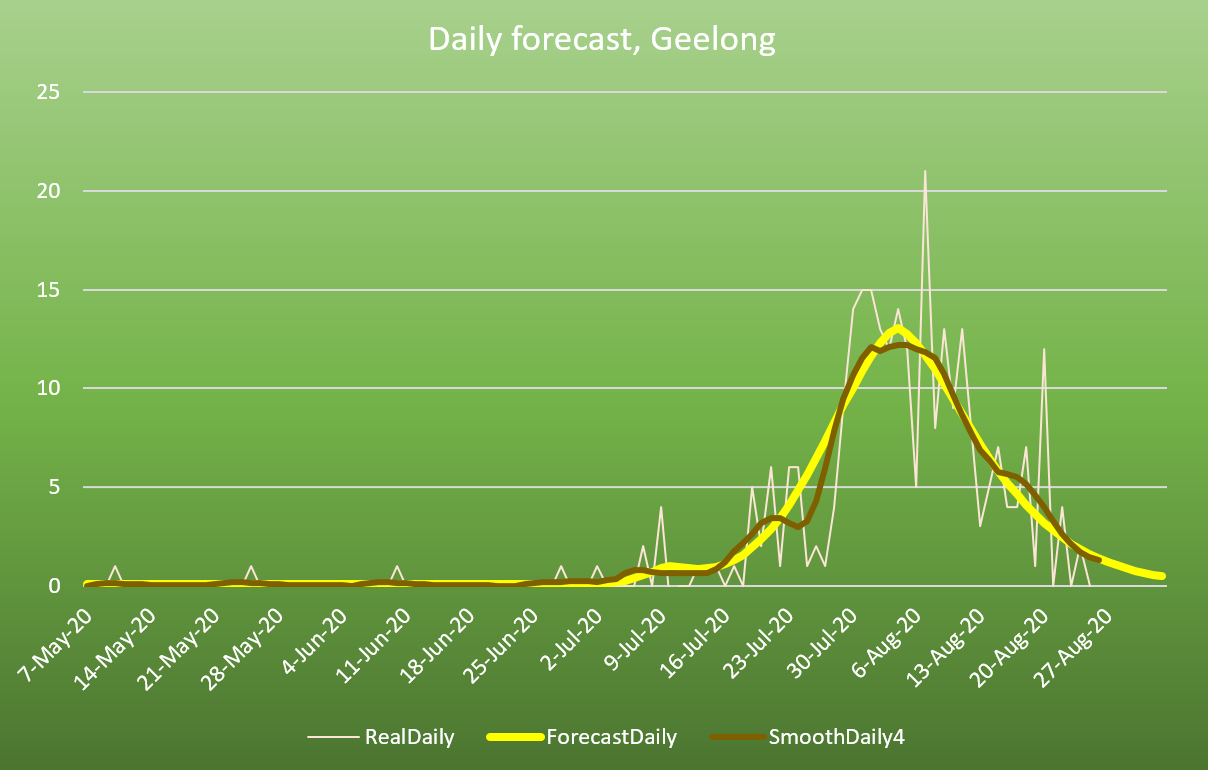 Daily forecast, Geelong
25
20
15
10
5
0
7-May-20
14-May-20
21-May-20
28-May-20
4-Jun-20
11-Jun-20
18-Jun-20
25-Jun-20
2-Jul-20
9-Jul-20
16-Jul-20
23-Jul-20
30-Jul-20
6-Aug-20
13-Aug-20
20-Aug-20
27-Aug-20
RealDaily ForecastDaily SmoothDaily4